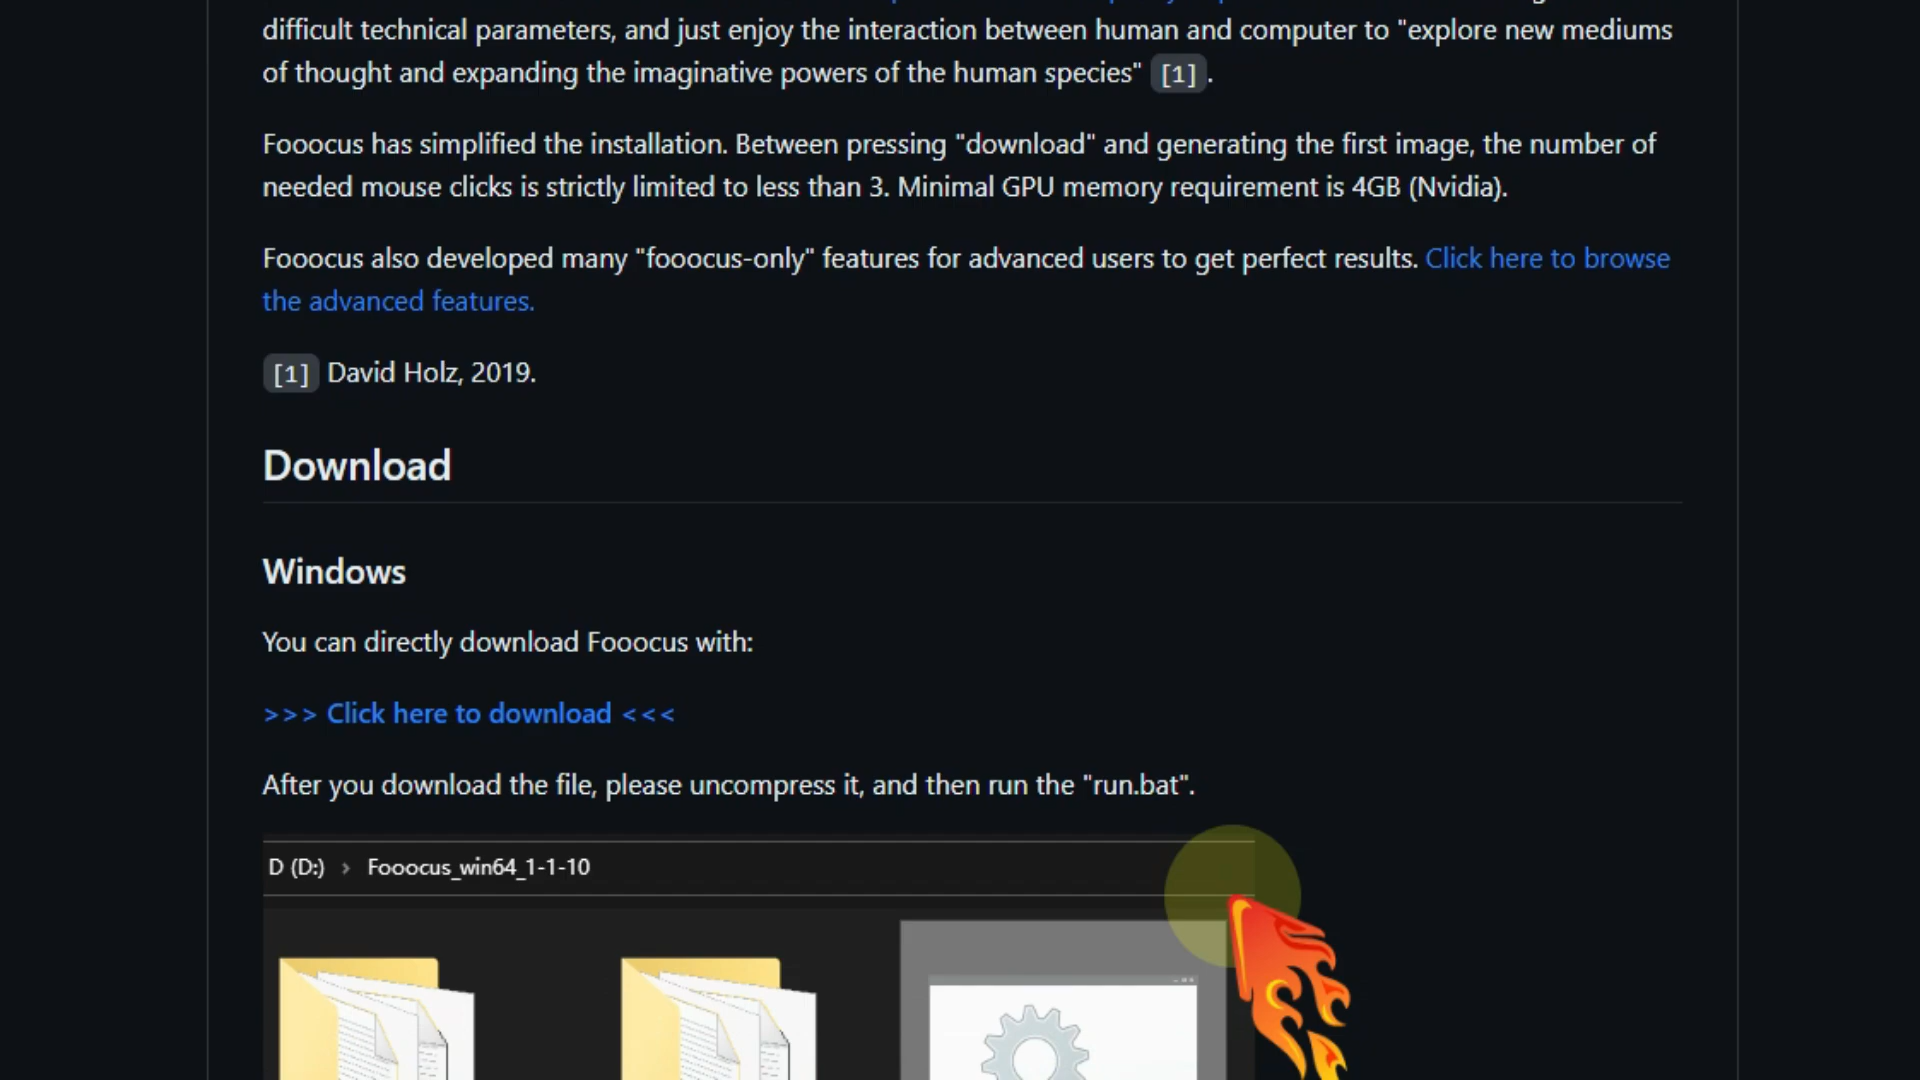 difficult technical parameters, and just enjoy the interaction between human and computer to "explore new mediums
of thought and expanding the imaginative powers of the human species" [1].
Fooocus has simplified the installation. Between pressing "download" and generating the first image, the number of
needed mouse clicks is strictly limited to less than 3. Minimal GPU memory requirement is 4GB (Nvidia).
Fooocus also developed many "fooocus-only" features for advanced users to get perfect results. Click here to browse
the advanced features.
[1] David Holz, 2019.
Download
Windows
You can directly download Fooocus with:
>>> Click here to download <<<
After you download the file, please uncompress it, and then run the "run.bat".
D (D:) › Fooocus_win64_1-1-10